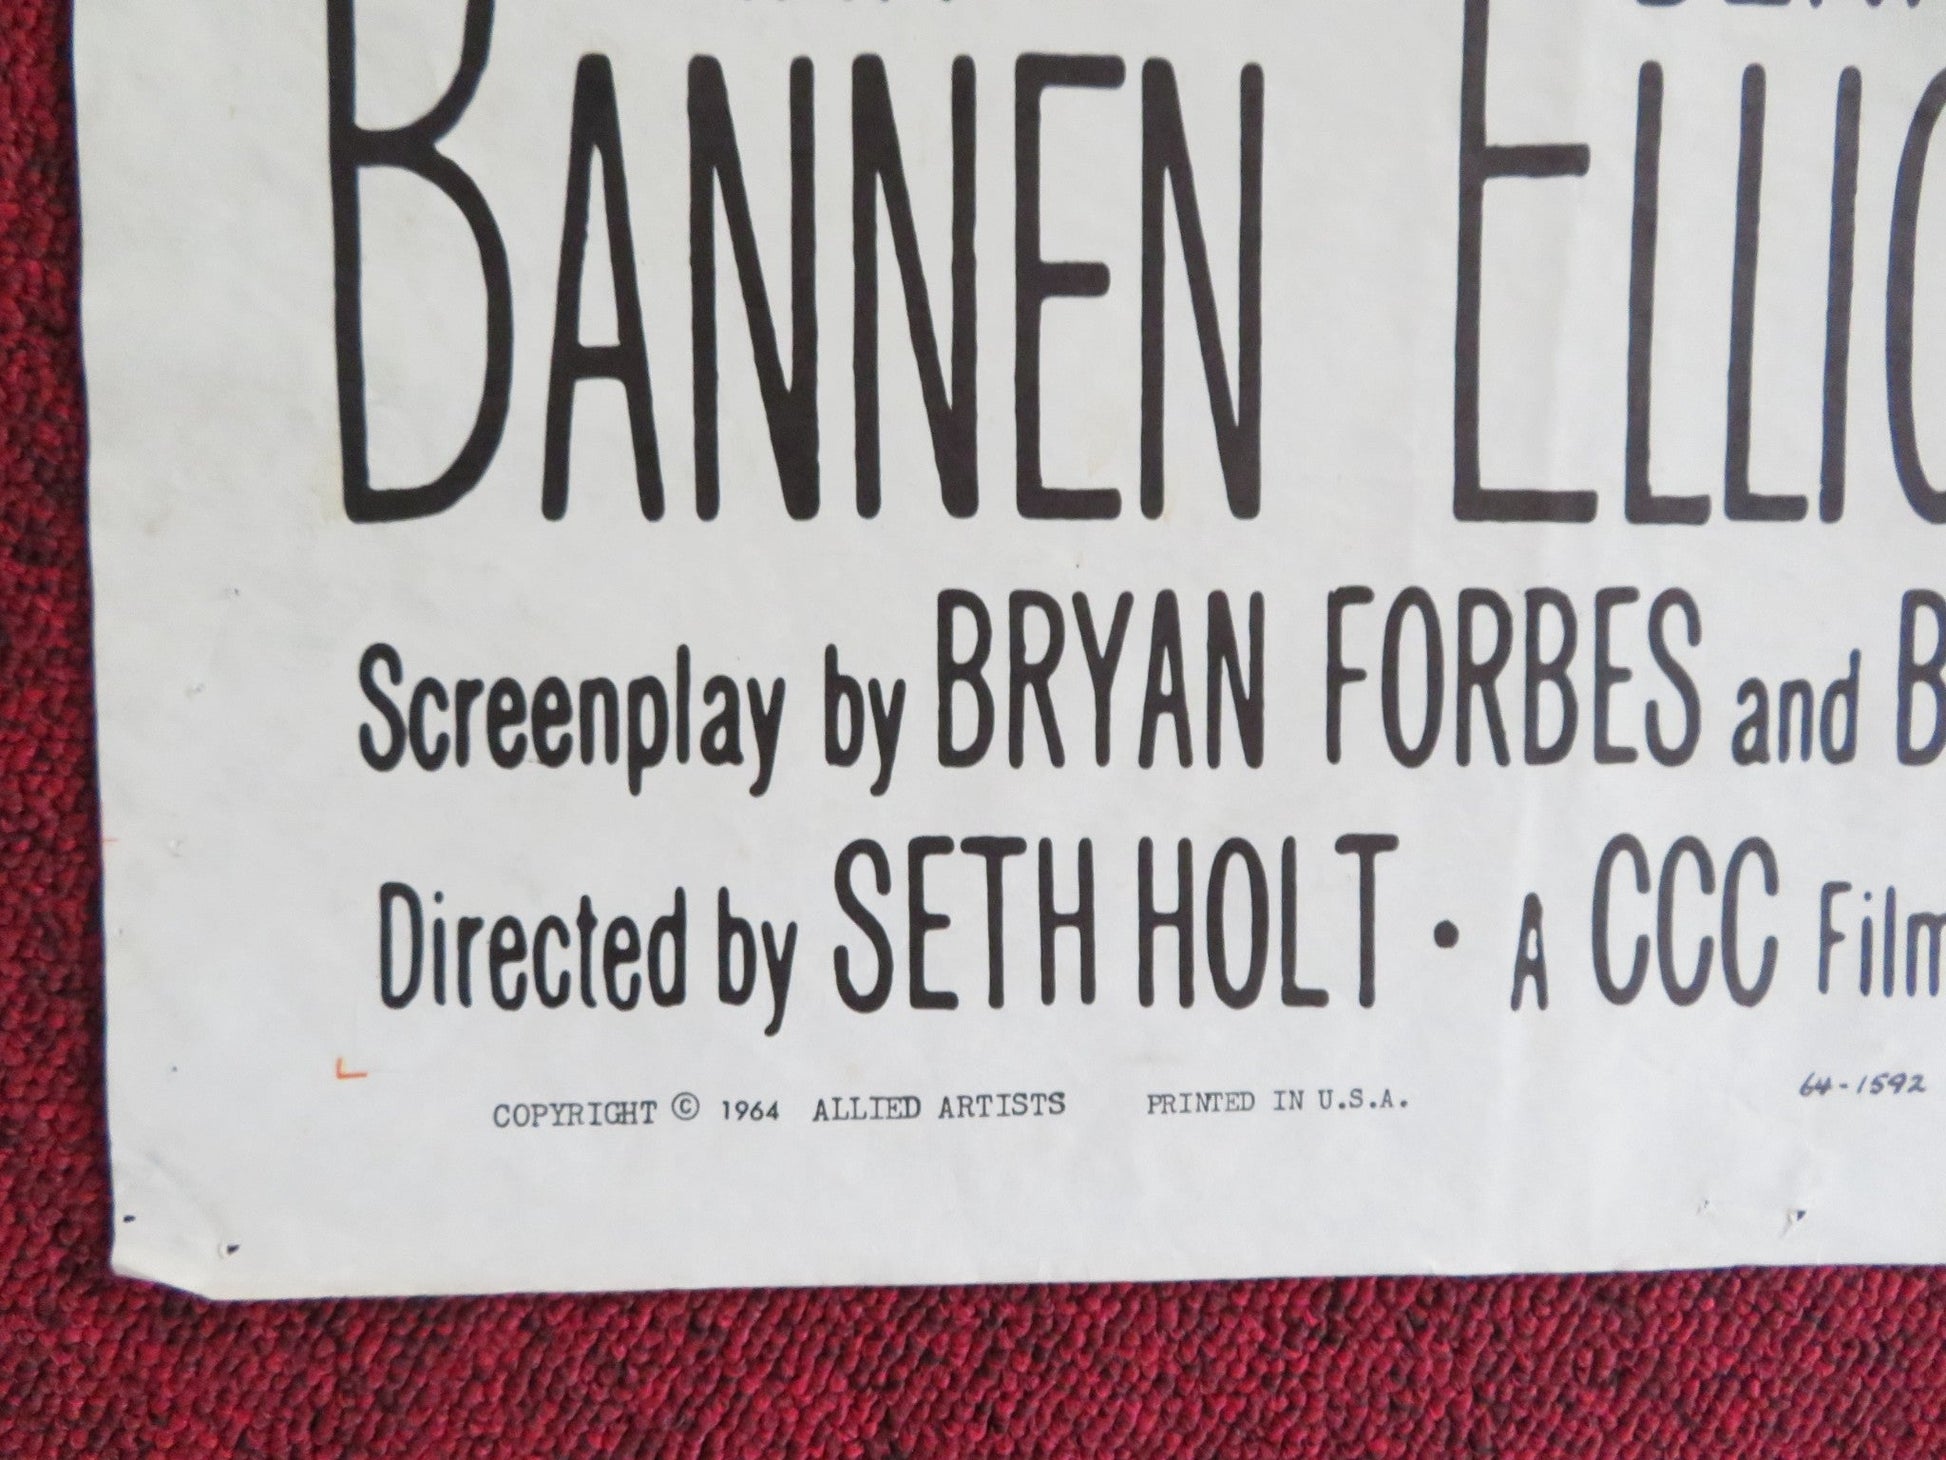 BANNEN ELLIO
Screenplay by BRYAN FORBES and B
Directed by SETH HOLT • A CCC Film
COPYRIGHT © 1964 ALLIED ARTISTS PRINTED IN U.S.A. 64-1592